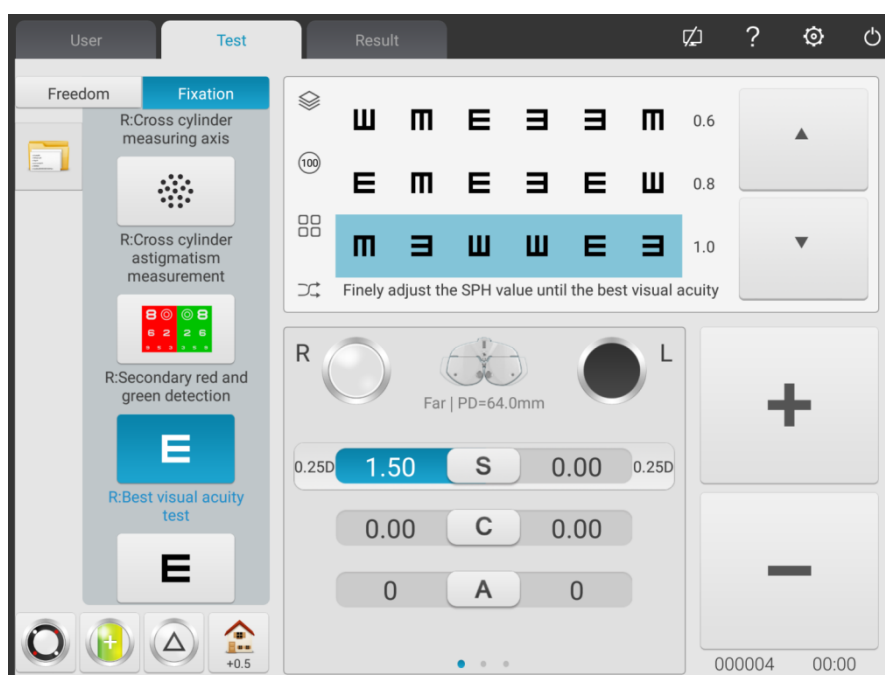 User
Test
Result
?
Freedom
Fixation
R:Cross cylinder
measuring axis
R:Cross cylinder
astigmatism
measurement
8 8
6 2 2 6
R:Secondary red and
green detection
E
R:Best visual acuity
test
E
+0.5
100
0.6
E E E
0.8
E
1.0
Finely adjust the SPH value until the best visual acuity
R
L
Far | PD=64.0mm
0.25D 1.50 S 0.00 0.25D
0.00 C 0.00
0 A 0
+
−
000004 00:00